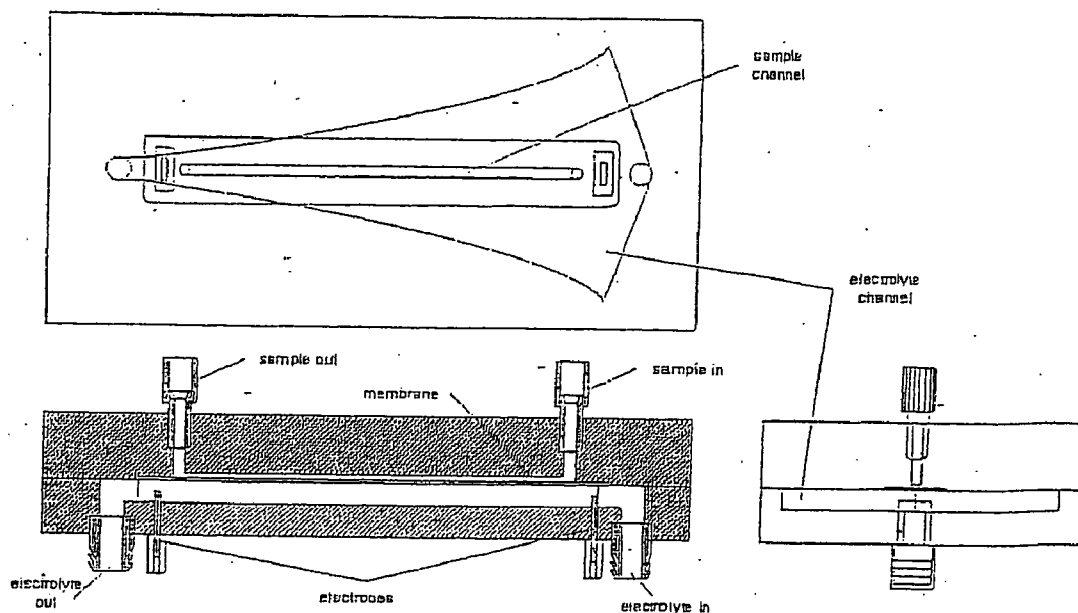 sample
channel
electrolyte
channel
sample out
membrane
sample in
electrolyte
out
electrodes
electrolyte in